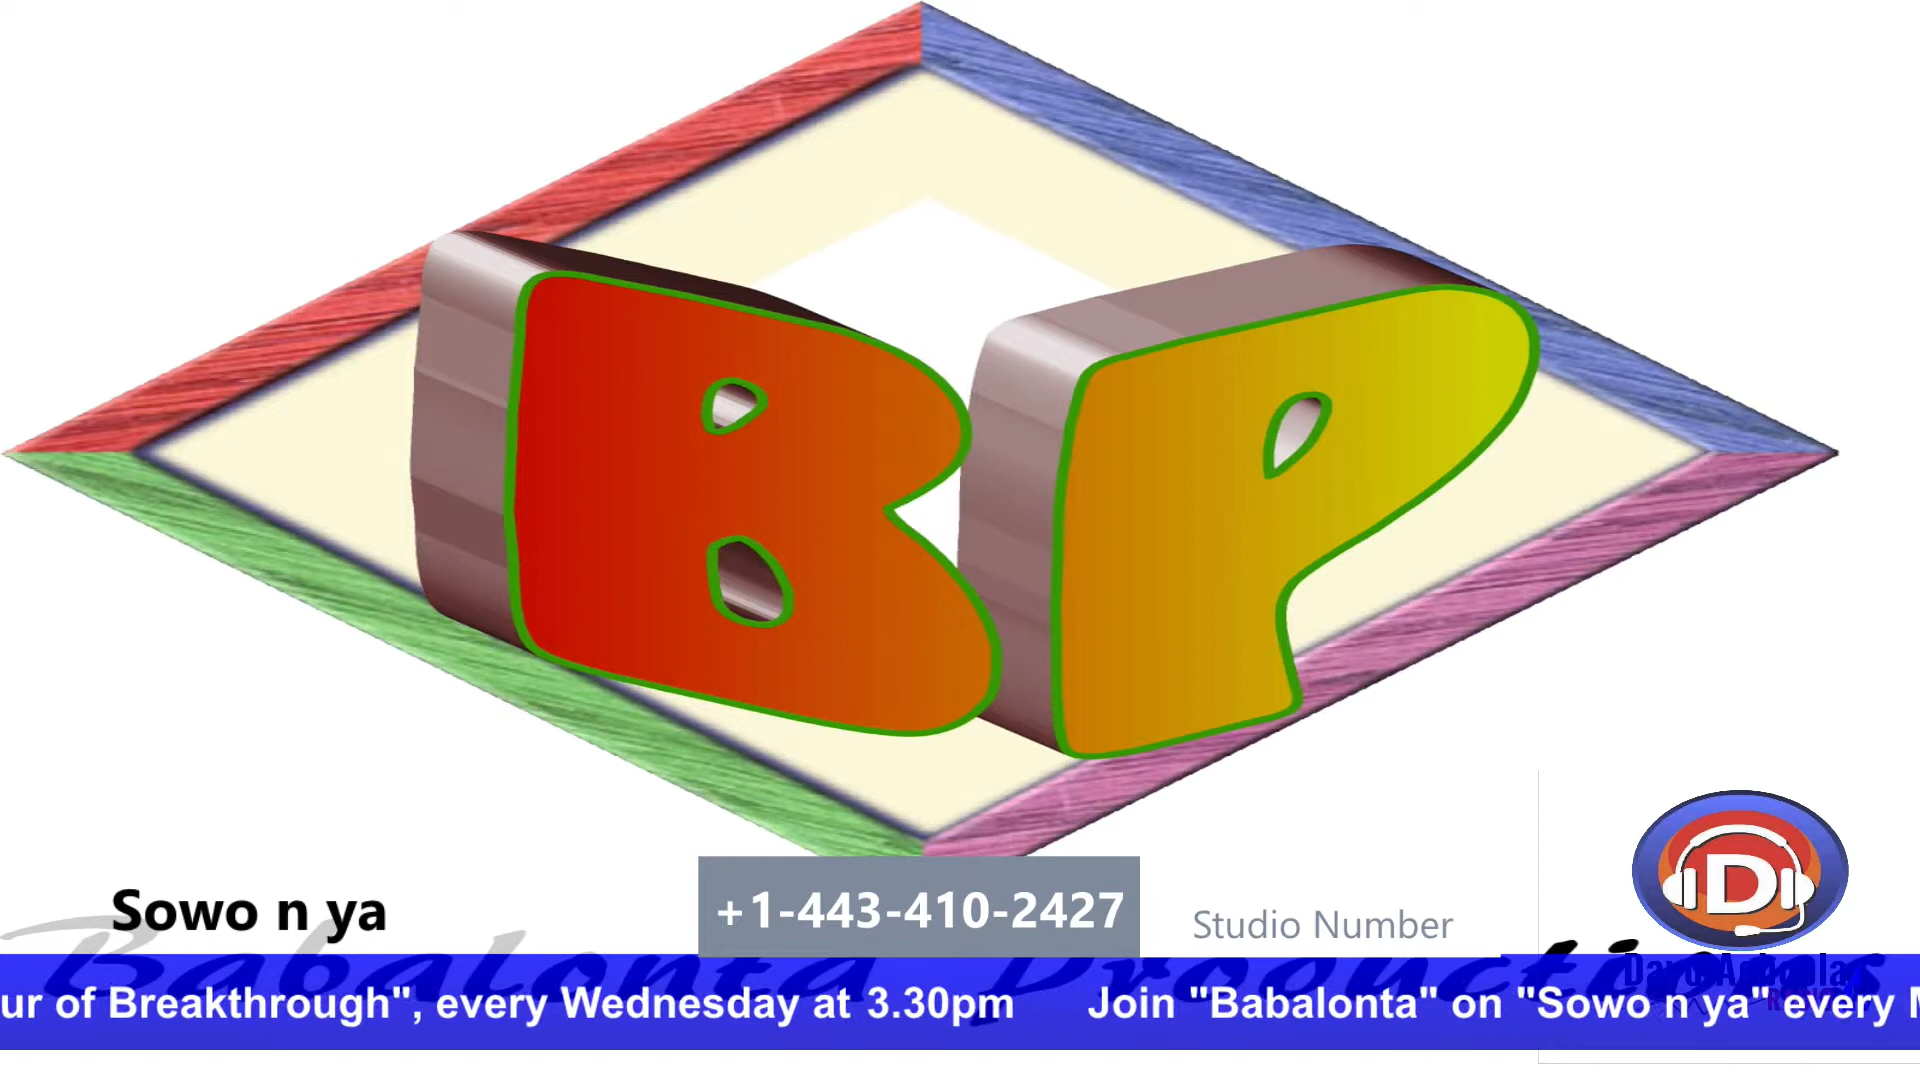 BP
D
Sowo n ya
+1-443-410-2427
Studio Number
Babalonta Productions
ur of Breakthrough", every Wednesday at 3.30pm Join "Babalonta" on "Sowo n ya" every M